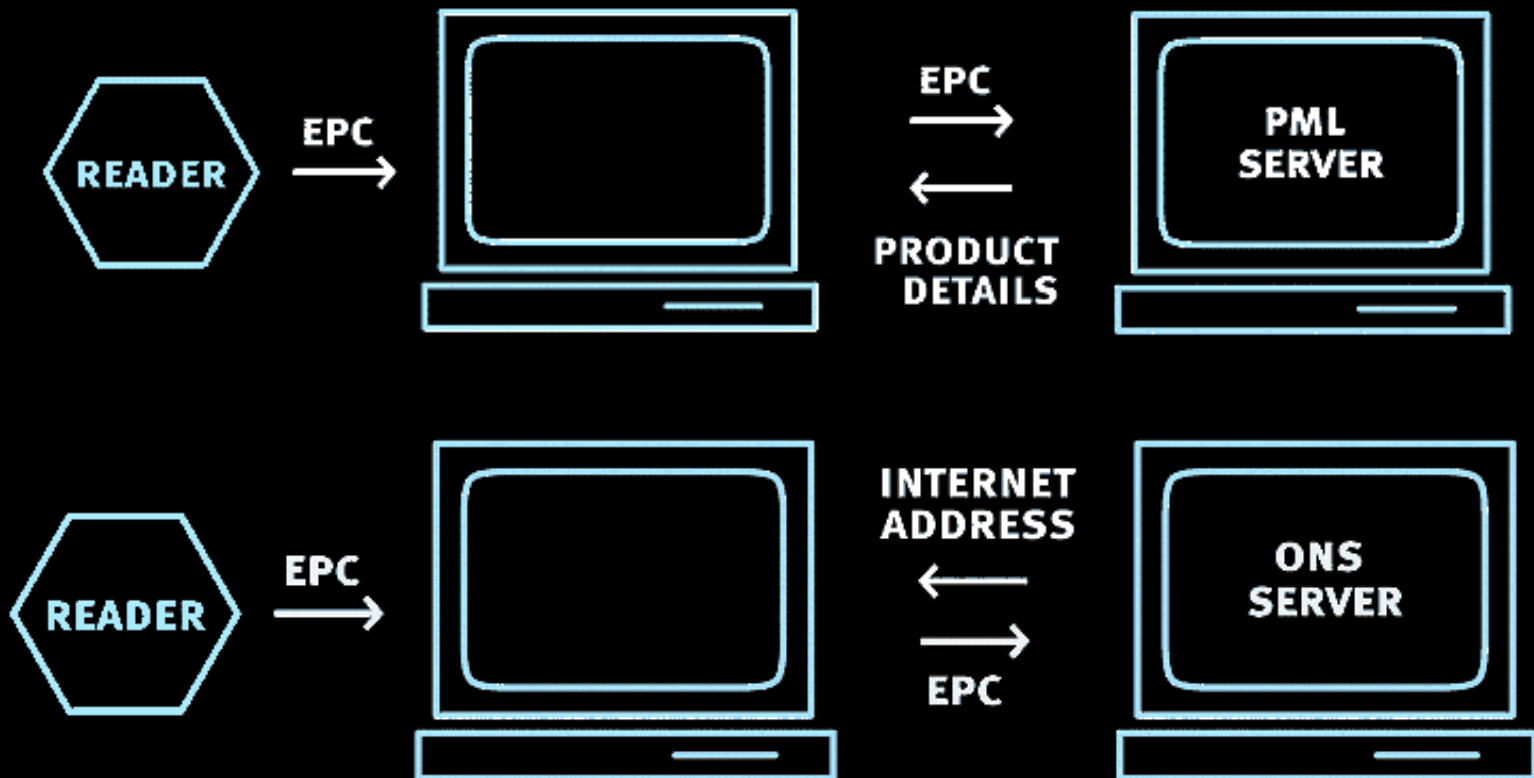 READER
EPC
EPC
PML
SERVER
PRODUCT
DETAILS
READER
EPC
INTERNET
ADDRESS
EPC
ONS
SERVER